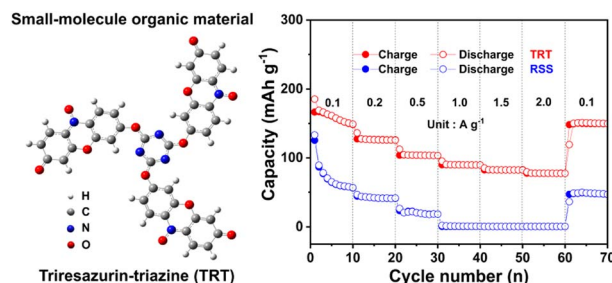 Small-molecule organic material
H
C
N
O
Triresazurin-triazine (TRT)
Capacity (mAh g-1)
300
250
200
150
100
50
0
Charge Discharge TRT
Charge Discharge RSS
0.1 0.2 0.5 1.0 1.5 2.0 0.1
Unit : A g-1
0 10 20 30 40 50 60 70
Cycle number (n)